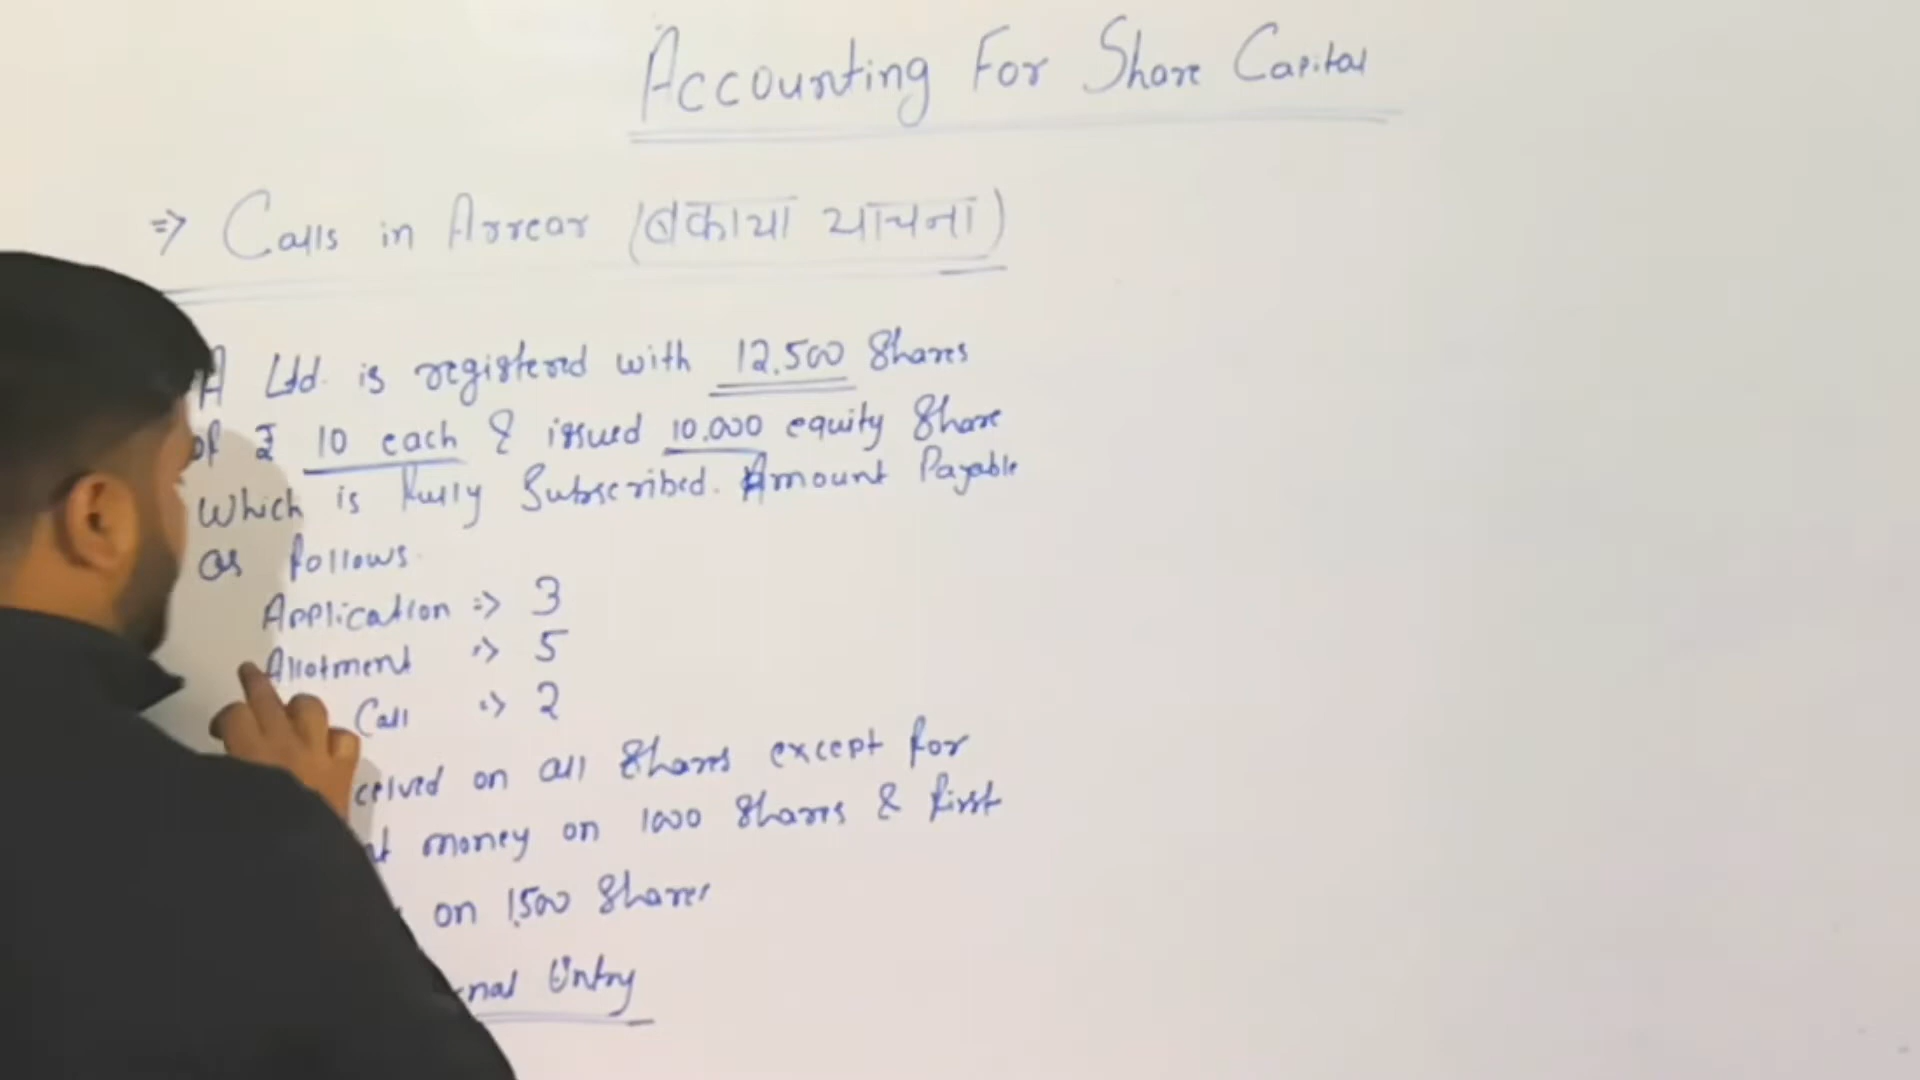 Accounting For Share Capital
=> Calls in Arrear (बकाया याचना)
A Ltd. is registered with 12,500 Shares
of ₹ 10 each & issued 10,000 equity Share
Which is fully Subscribed. Amount Payable
as follows.
Application => 3
Allotment => 5
Call => 2
on all Shares except for
money on 1000 Shares & first
on 1,500 Shares
Entry